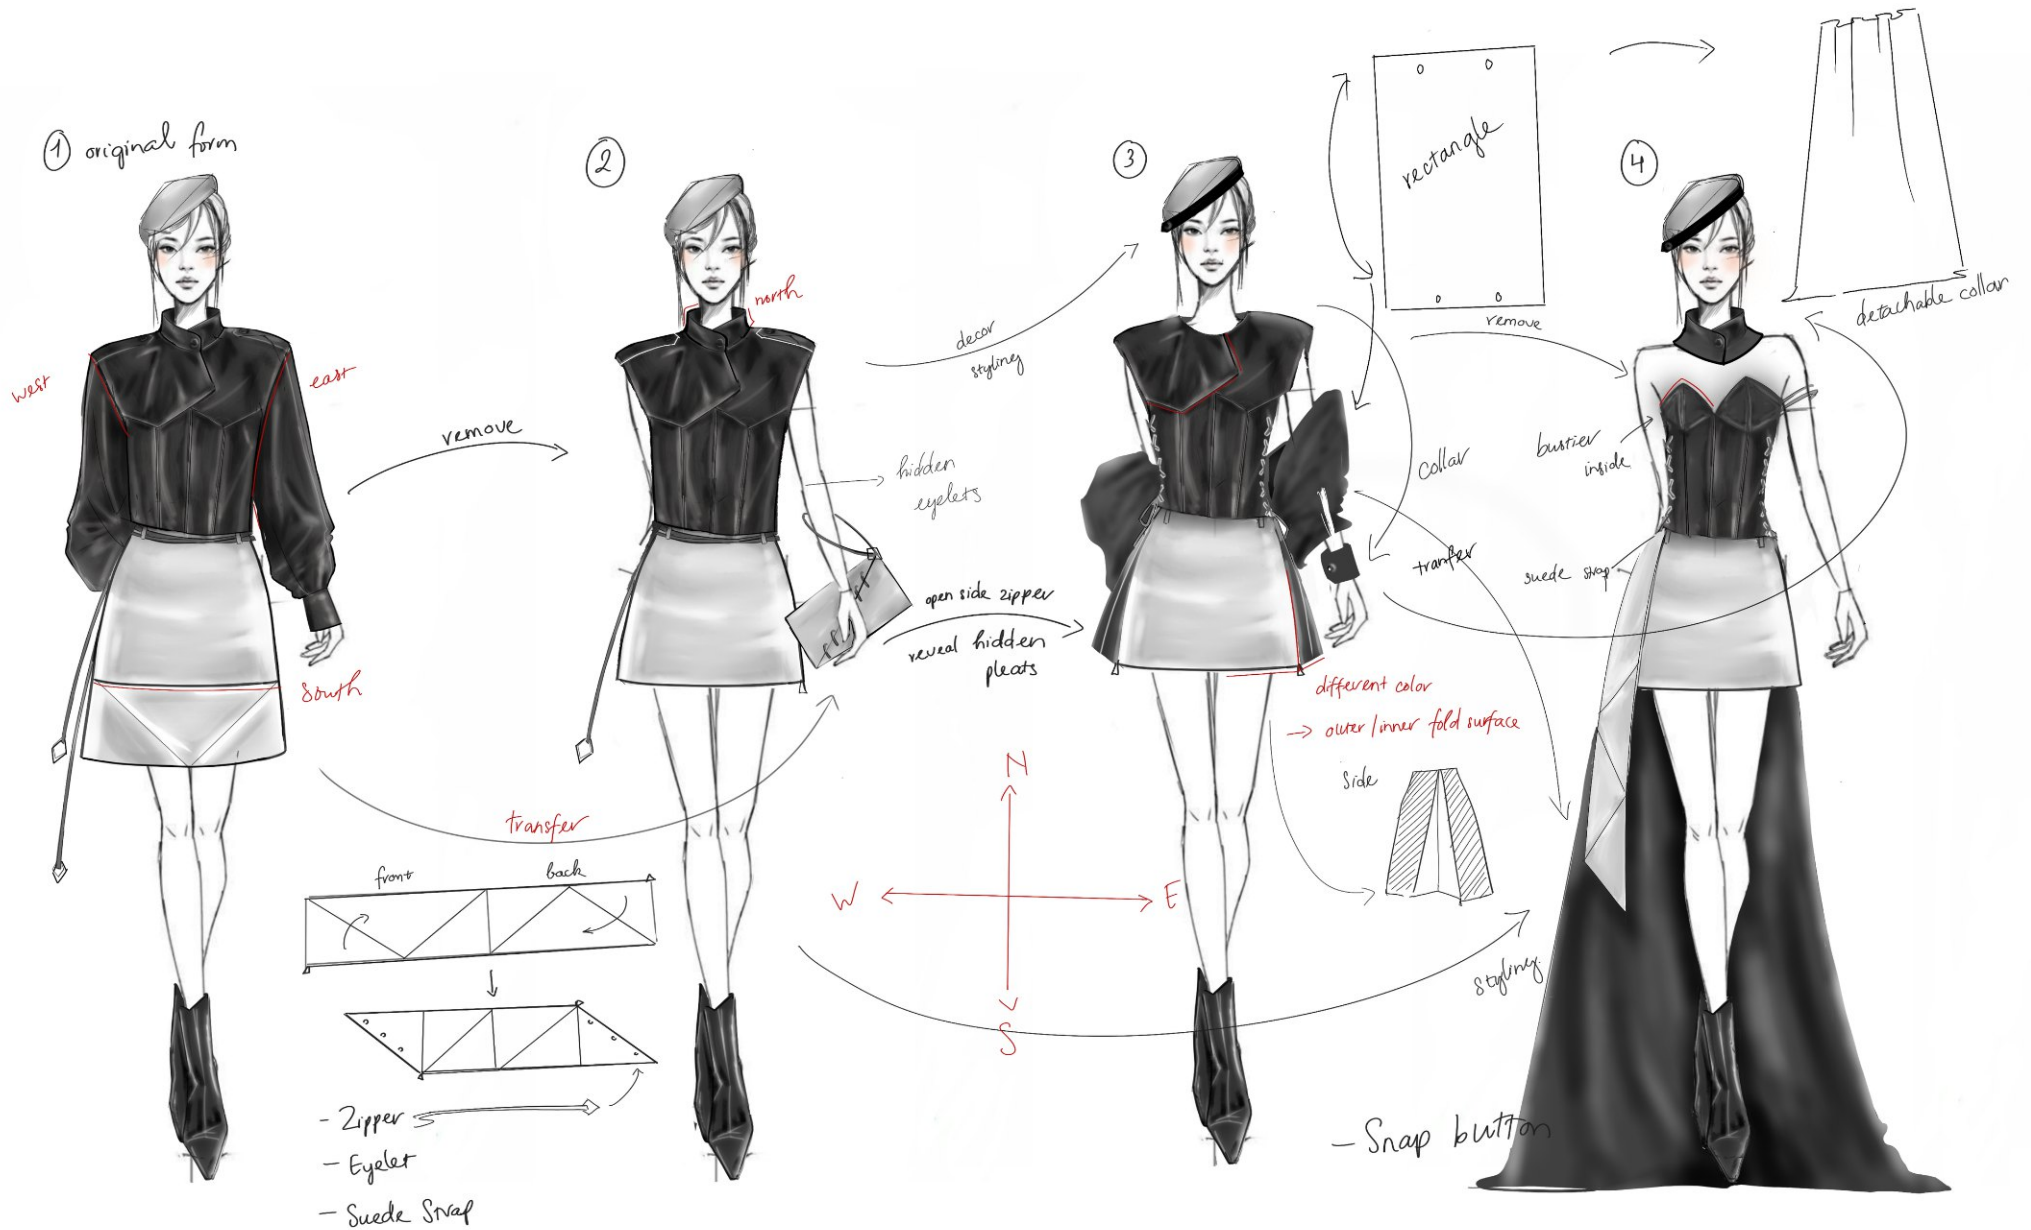 1 original form
2
3
4
rectangle
remove
detachable collar
west
east
north
remove
decor
styling
hidden
eyelets
collar
bustier
inside
tranfer
suede strap
open side zipper
reveal hidden
pleats
South
different color
→ outer/inner fold surface
Side
transfer
front
back
N
W
E
S
styling.
- Zipper
- Eyelet
- Suede Strap
- Snap button